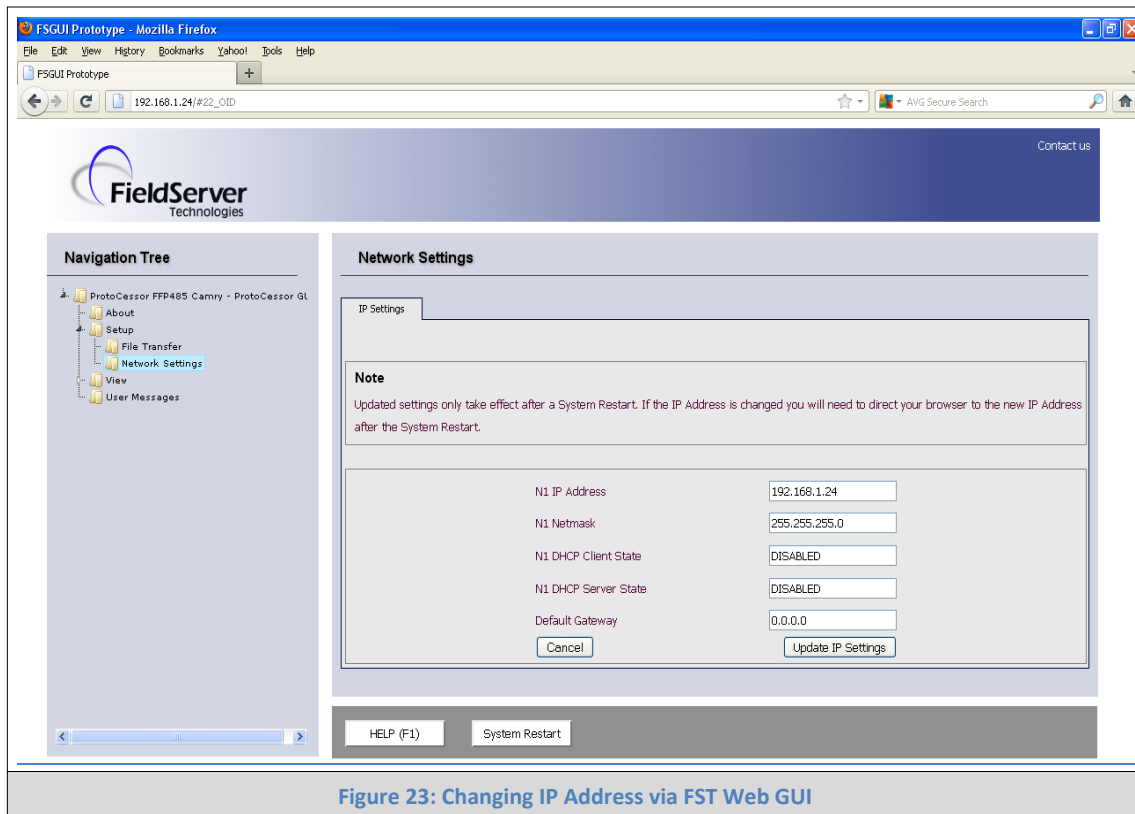 FSGUI Prototype - Mozilla Firefox
File Edit View History Bookmarks Yahoo! Tools Help
FSGUI Prototype
192.168.1.24/#22_OID
AVG Secure Search
Contact us
FieldServer
Technologies
Navigation Tree
ProtoCessor FFP485 Camry - ProtoCessor GU
About
Setup
File Transfer
Network Settings
View
User Messages
Network Settings
IP Settings
Note
Updated settings only take effect after a System Restart. If the IP Address is changed you will need to direct your browser to the new IP Address
after the System Restart.
N1 IP Address 192.168.1.24
N1 Netmask 255.255.255.0
N1 DHCP Client State DISABLED
N1 DHCP Server State DISABLED
Default Gateway 0.0.0.0
Cancel Update IP Settings
HELP (F1) System Restart
Figure 23: Changing IP Address via FST Web GUI